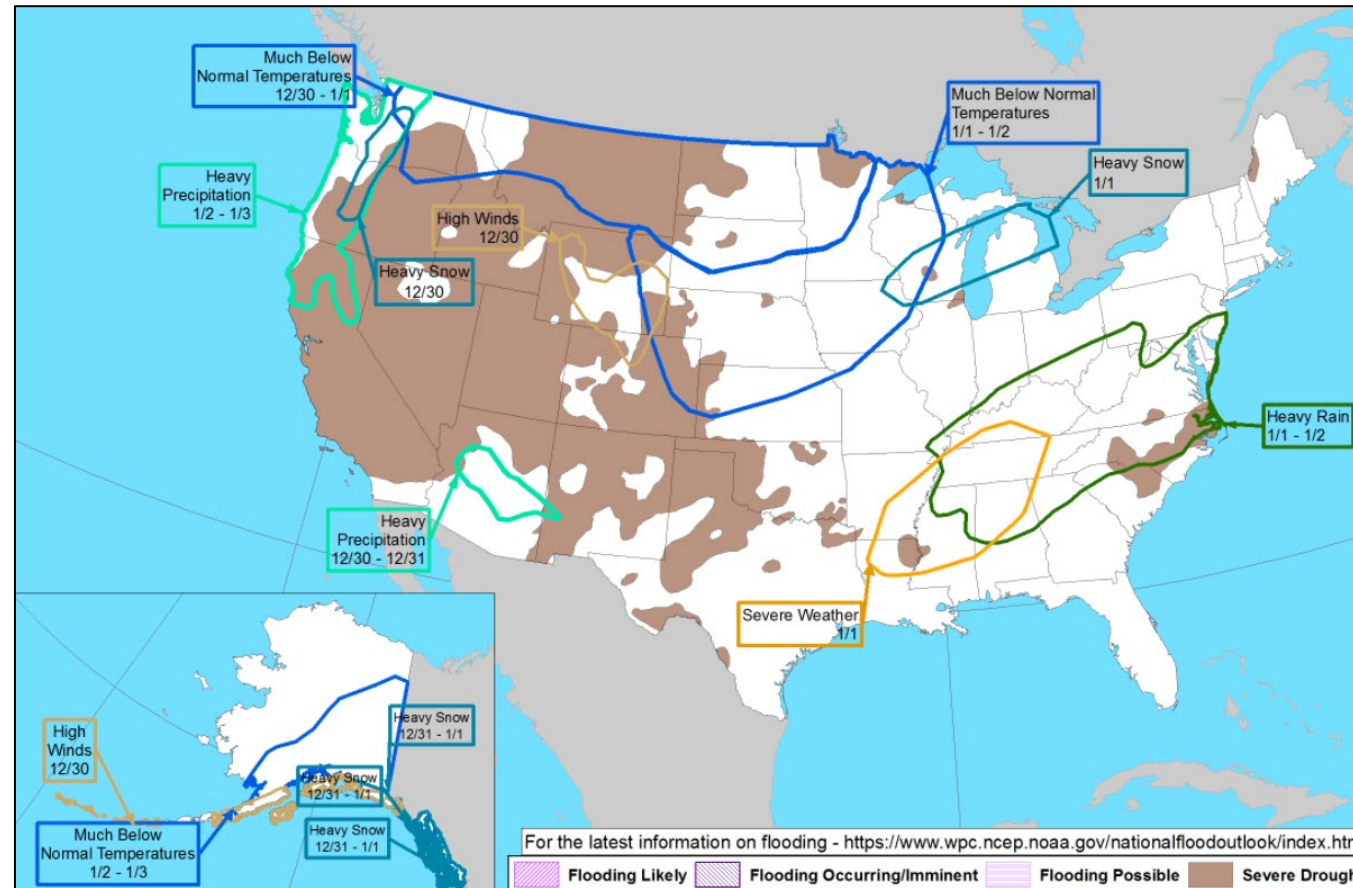 Much Below
Normal Temperatures
12/30 - 1/1
Much Below Normal
Temperatures
1/1 - 1/2
Heavy Snow
1/1
Heavy
Precipitation
1/2 - 1/3
High Winds
12/30
Heavy Snow
12/30
Heavy Rain
1/1 - 1/2
Heavy
Precipitation
12/30 - 12/31
Severe Weather
1/1
High
Winds
12/30
Heavy Snow
12/31 - 1/1
Heavy Snow
12/31 - 1/1
Heavy Snow
12/31 - 1/1
Much Below
Normal Temperatures
1/2 - 1/3
For the latest information on flooding - https://www.wpc.ncep.noaa.gov/nationalfloodoutlook/index.htm
Flooding Likely Flooding Occurring/Imminent Flooding Possible Severe Drough